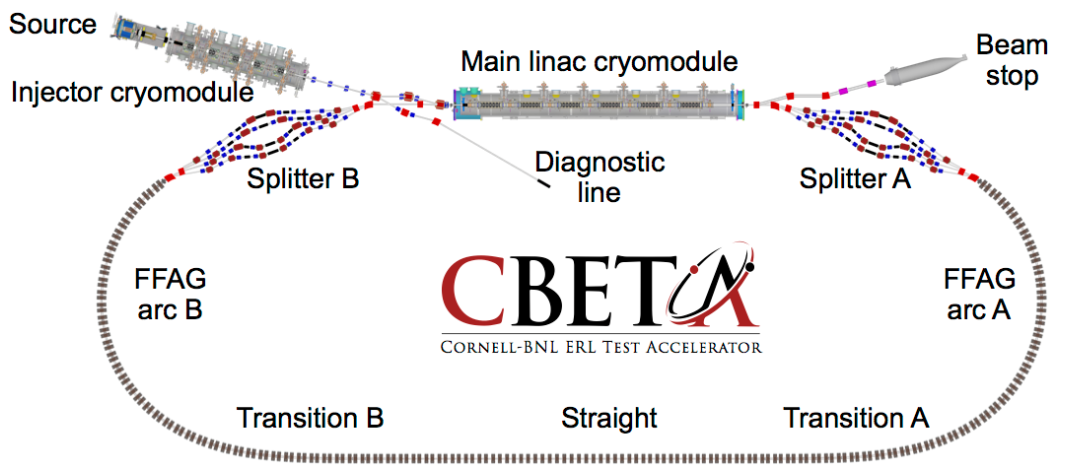 Source
Injector cryomodule
Main linac cryomodule
Beam
stop
Splitter B
Diagnostic
line
Splitter A
FFAG
arc B
CBETA
CORNELL-BNL ERL TEST ACCELERATOR
FFAG
arc A
Transition B
Straight
Transition A